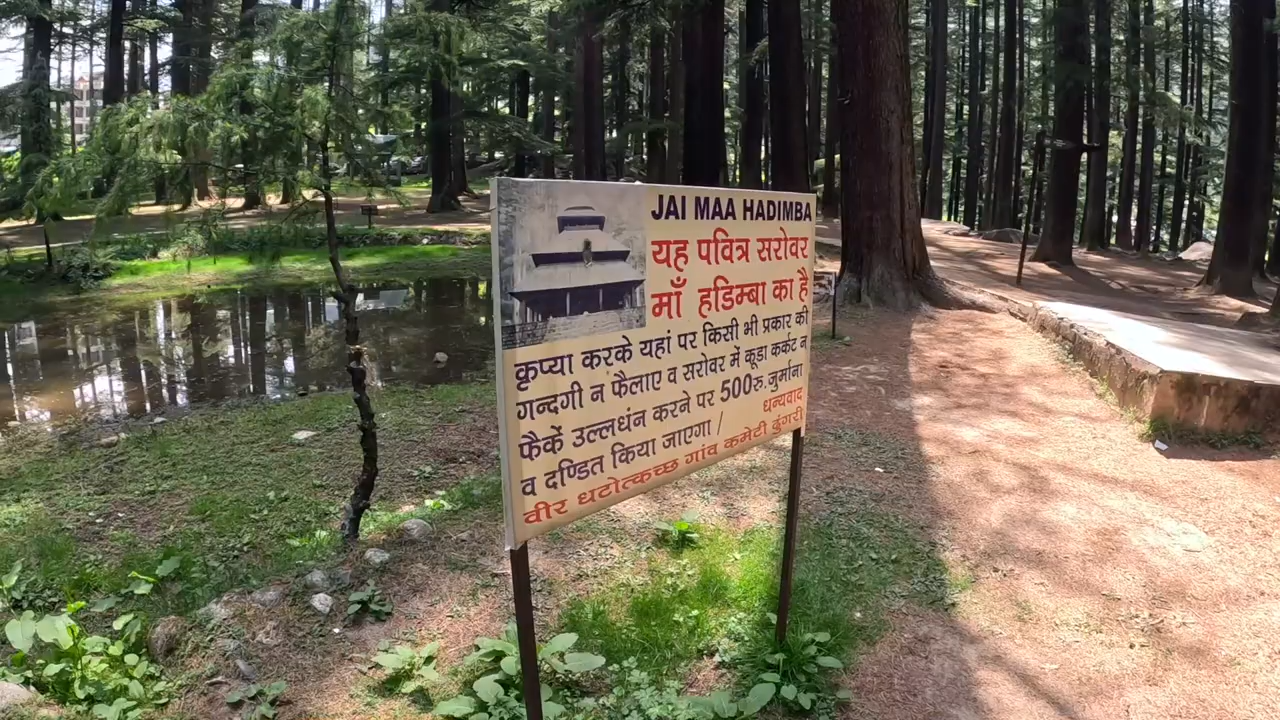 JAI MAA HADIMBA
यह पवित्र सरोवर
माँ हडिम्बा का है
कृप्या करके यहां पर किसी भी प्रकार की
गन्दगी न फैलाए व सरोवर में कूडा कर्कट न
फैकें उल्लधंन करने पर 500रु. जुर्माना
व दण्डित किया जाएगा /
धन्यवाद
वीर धटोत्कच्छ गांव कमेटी ढुंगरी